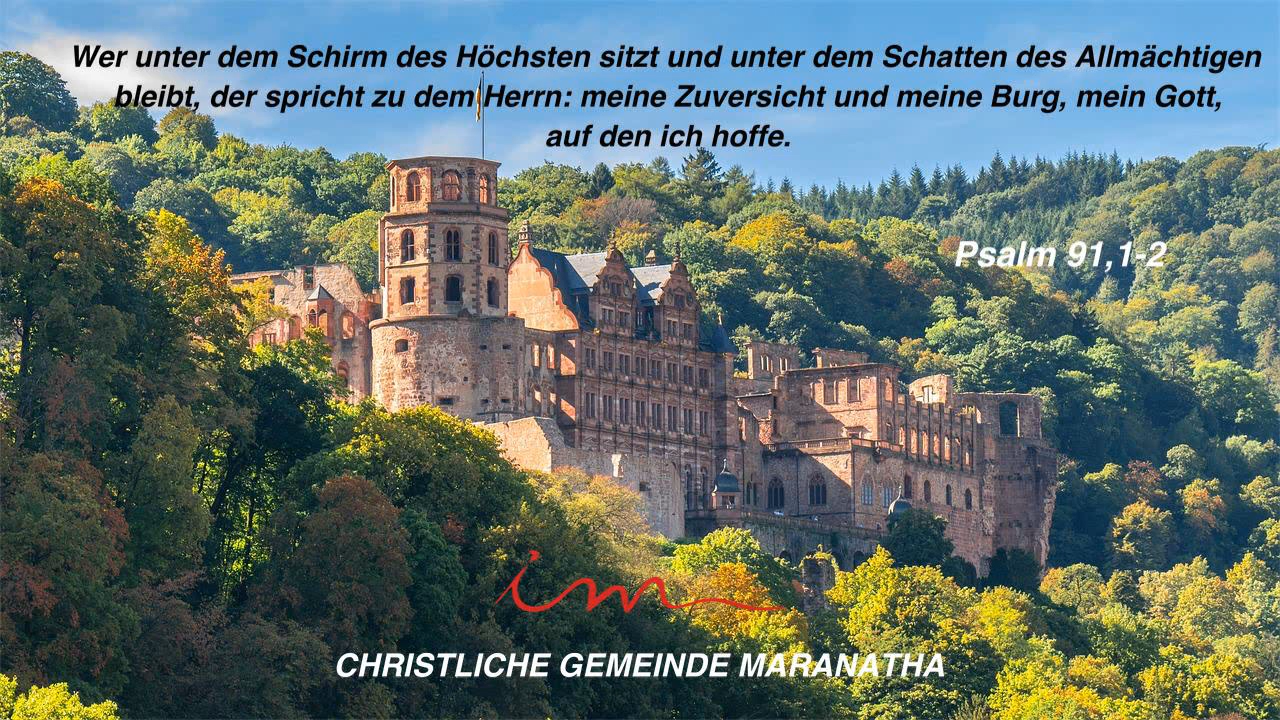 Wer unter dem Schirm des Höchsten sitzt und unter dem Schatten des Allmächtigen
bleibt, der spricht zu dem Herrn: meine Zuversicht und meine Burg, mein Gott,
auf den ich hoffe.
Psalm 91,1-2
im
CHRISTLICHE GEMEINDE MARANATHA